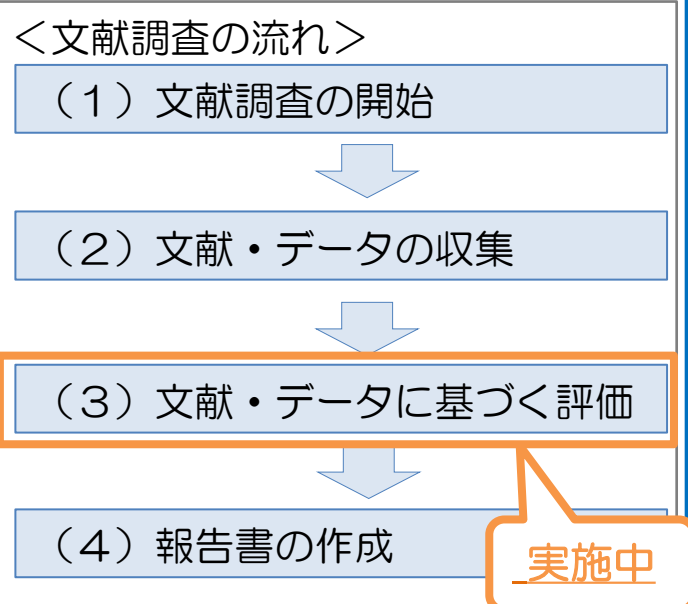 ＜文献調査の流れ＞
（１）文献調査の開始
（２）文献・データの収集
（３）文献・データに基づく評価
（４）報告書の作成
実施中